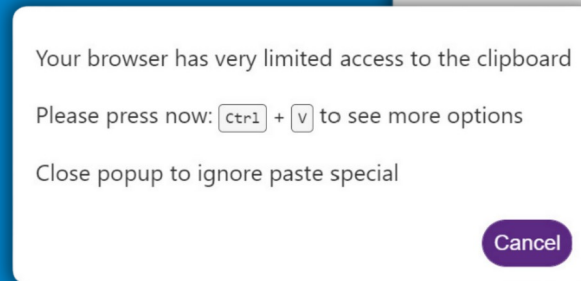 Your browser has very limited access to the clipboard
Please press now: Ctrl + V to see more options
Close popup to ignore paste special
Cancel